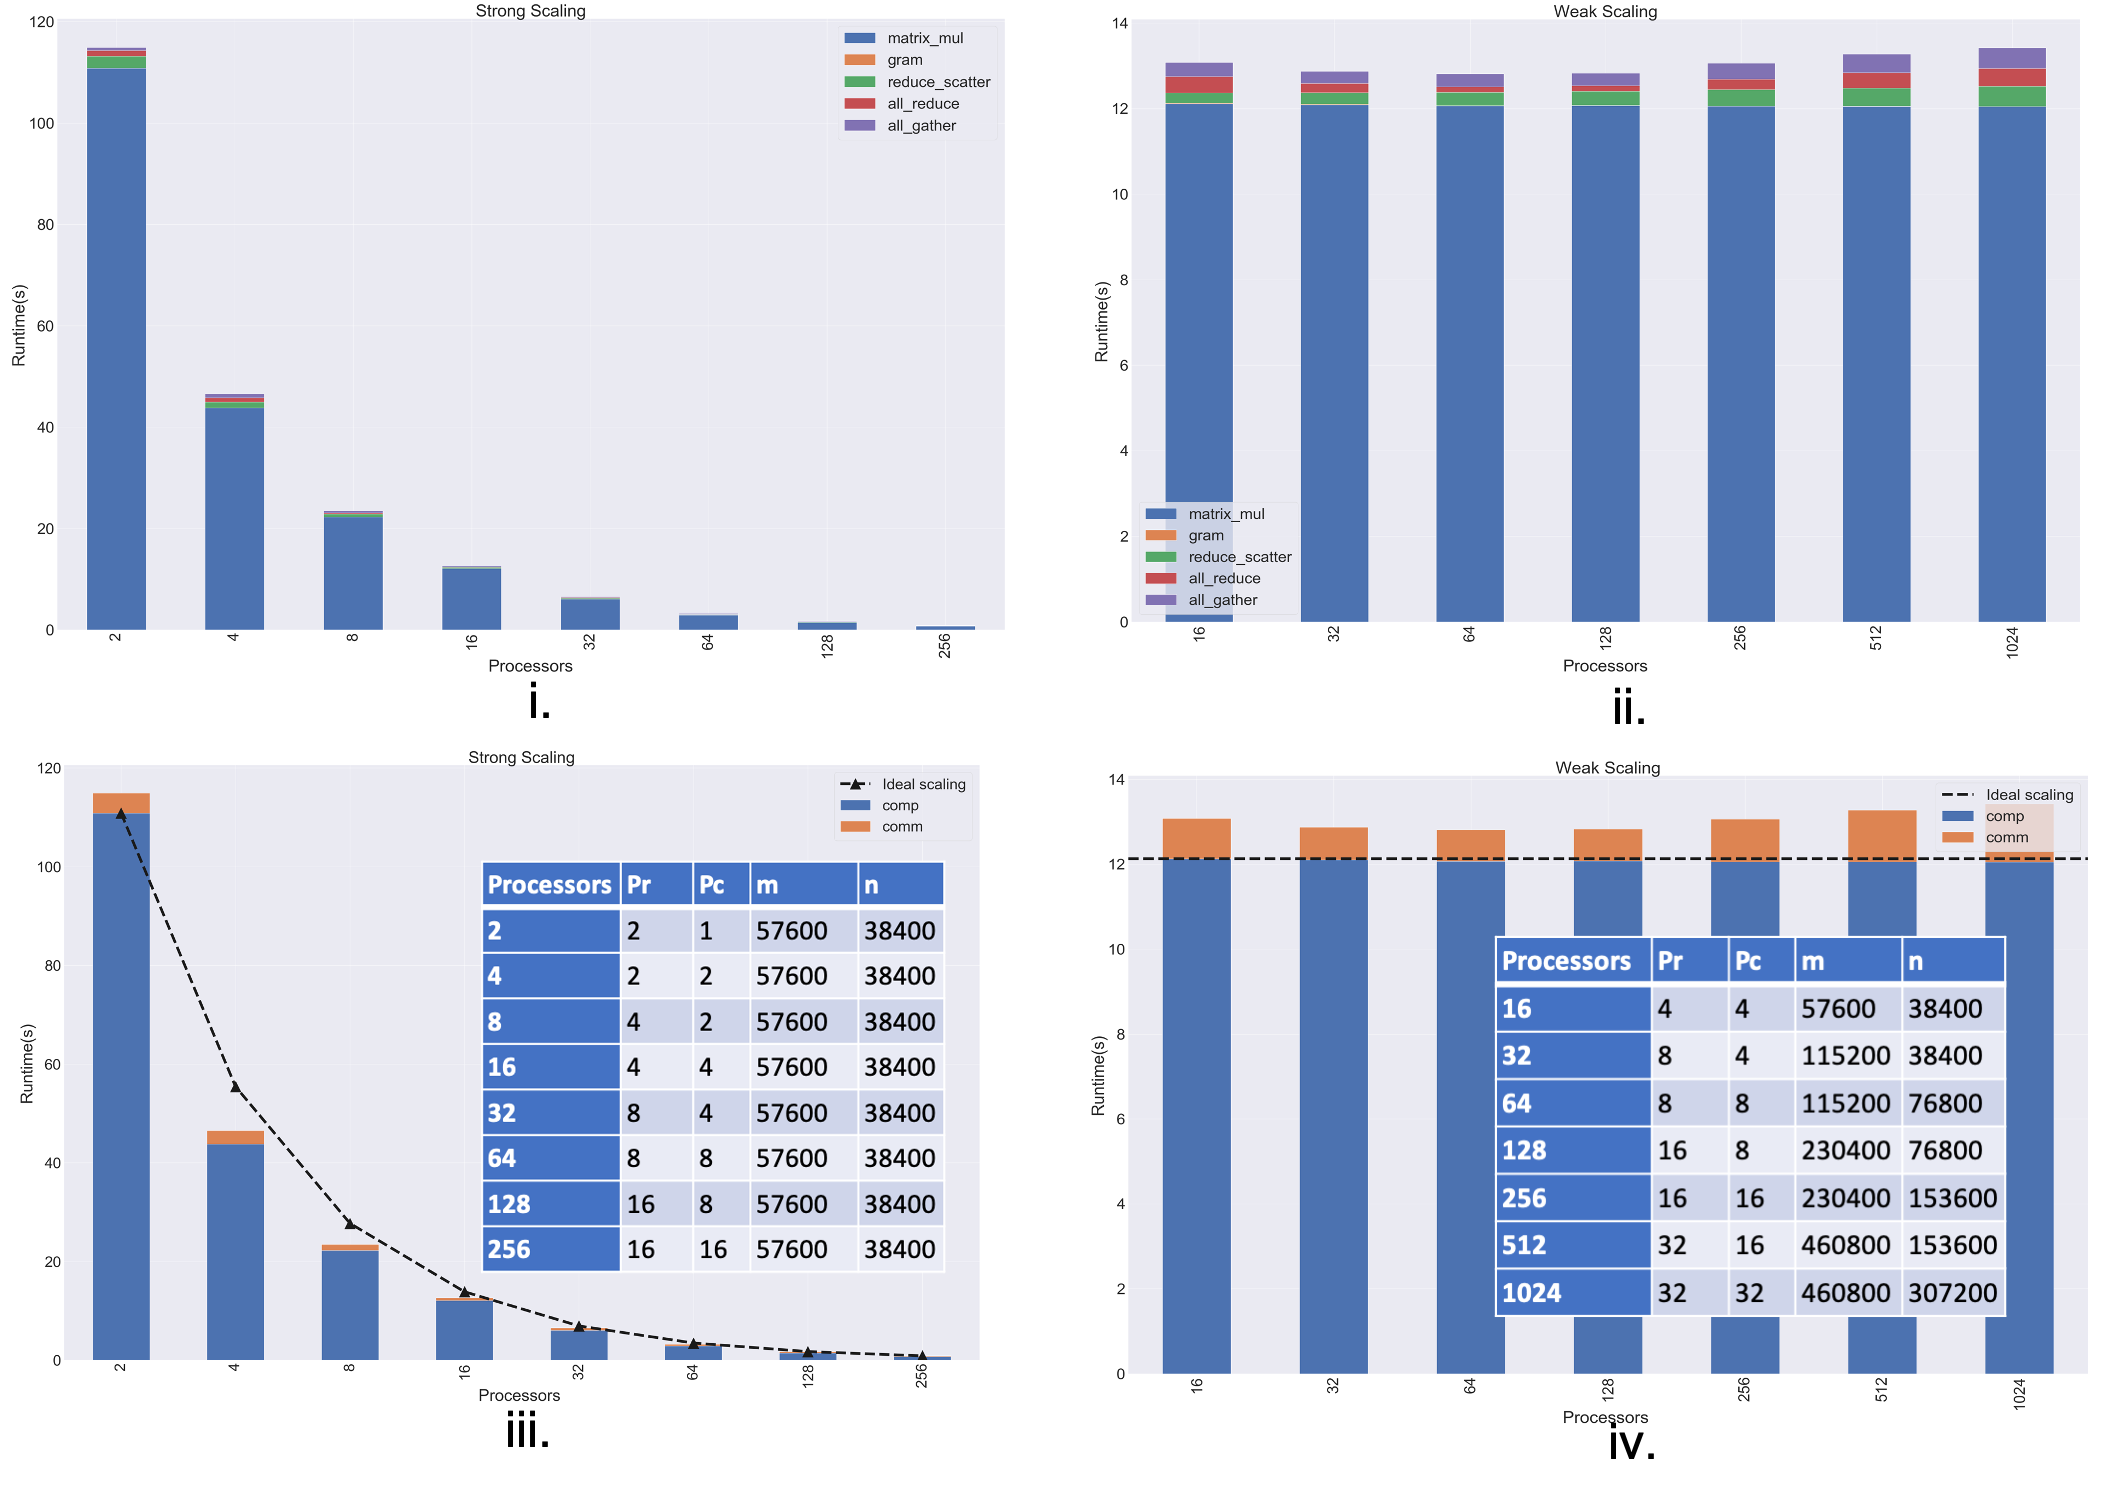 Strong Scaling
120
100
80
60
40
20
0
Runtime(s)
matrix_mul
gram
reduce_scatter
all_reduce
all_gather
2 4 8 16 32 64 128 256
Processors
i.
Weak Scaling
14
12
10
8
6
4
2
0
Runtime(s)
matrix_mul
gram
reduce_scatter
all_reduce
all_gather
16 32 64 128 256 512 1024
Processors
ii.
Strong Scaling
120
100
80
60
40
20
0
Runtime(s)
Ideal scaling
comp
comm
Processors Pr Pc m n
2 2 1 57600 38400
4 2 2 57600 38400
8 4 2 57600 38400
16 4 4 57600 38400
32 8 4 57600 38400
64 8 8 57600 38400
128 16 8 57600 38400
256 16 16 57600 38400
2 4 8 16 32 64 128 256
Processors
iii.
Weak Scaling
14
12
10
8
6
4
2
0
Runtime(s)
Ideal scaling
comp
comm
Processors Pr Pc m n
16 4 4 57600 38400
32 8 4 115200 38400
64 8 8 115200 76800
128 16 8 230400 76800
256 16 16 230400 153600
512 32 16 460800 153600
1024 32 32 460800 307200
16 32 64 128 256 512 1024
Processors
iv.